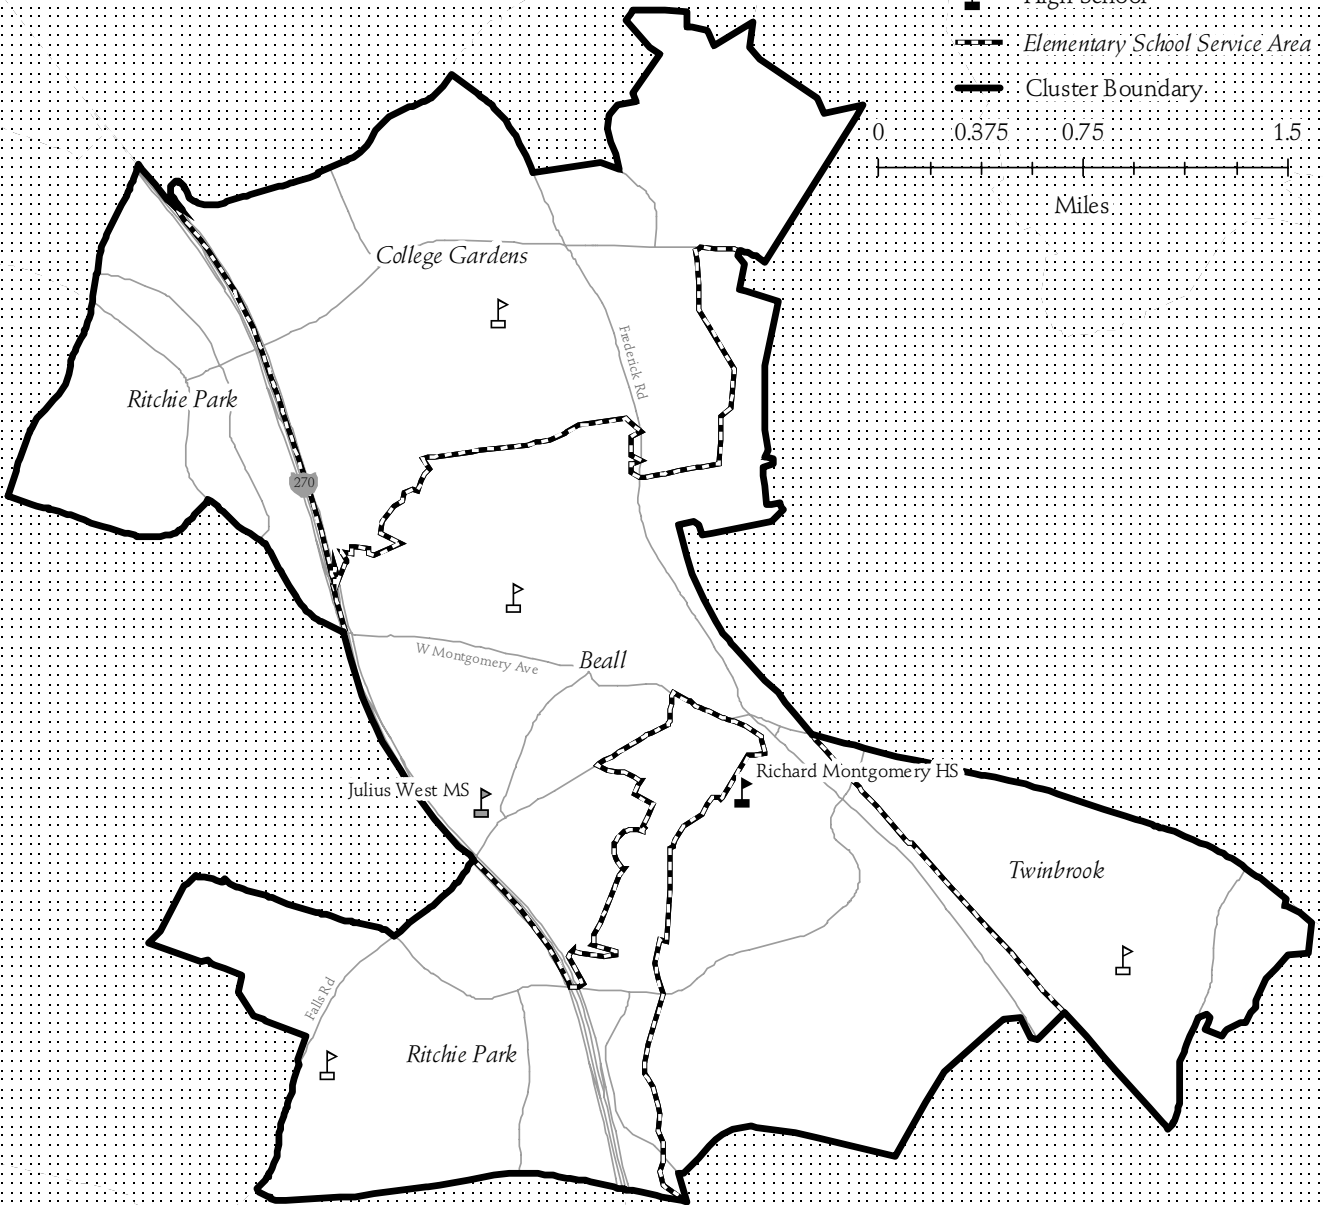 High School
Elementary School Service Area
Cluster Boundary
0 0.375 0.75 1.5
Miles
College Gardens
Frederick Rd
Ritchie Park
270
W Montgomery Ave
Beall
Richard Montgomery HS
Julius West MS
Twinbrook
Falls Rd
Ritchie Park